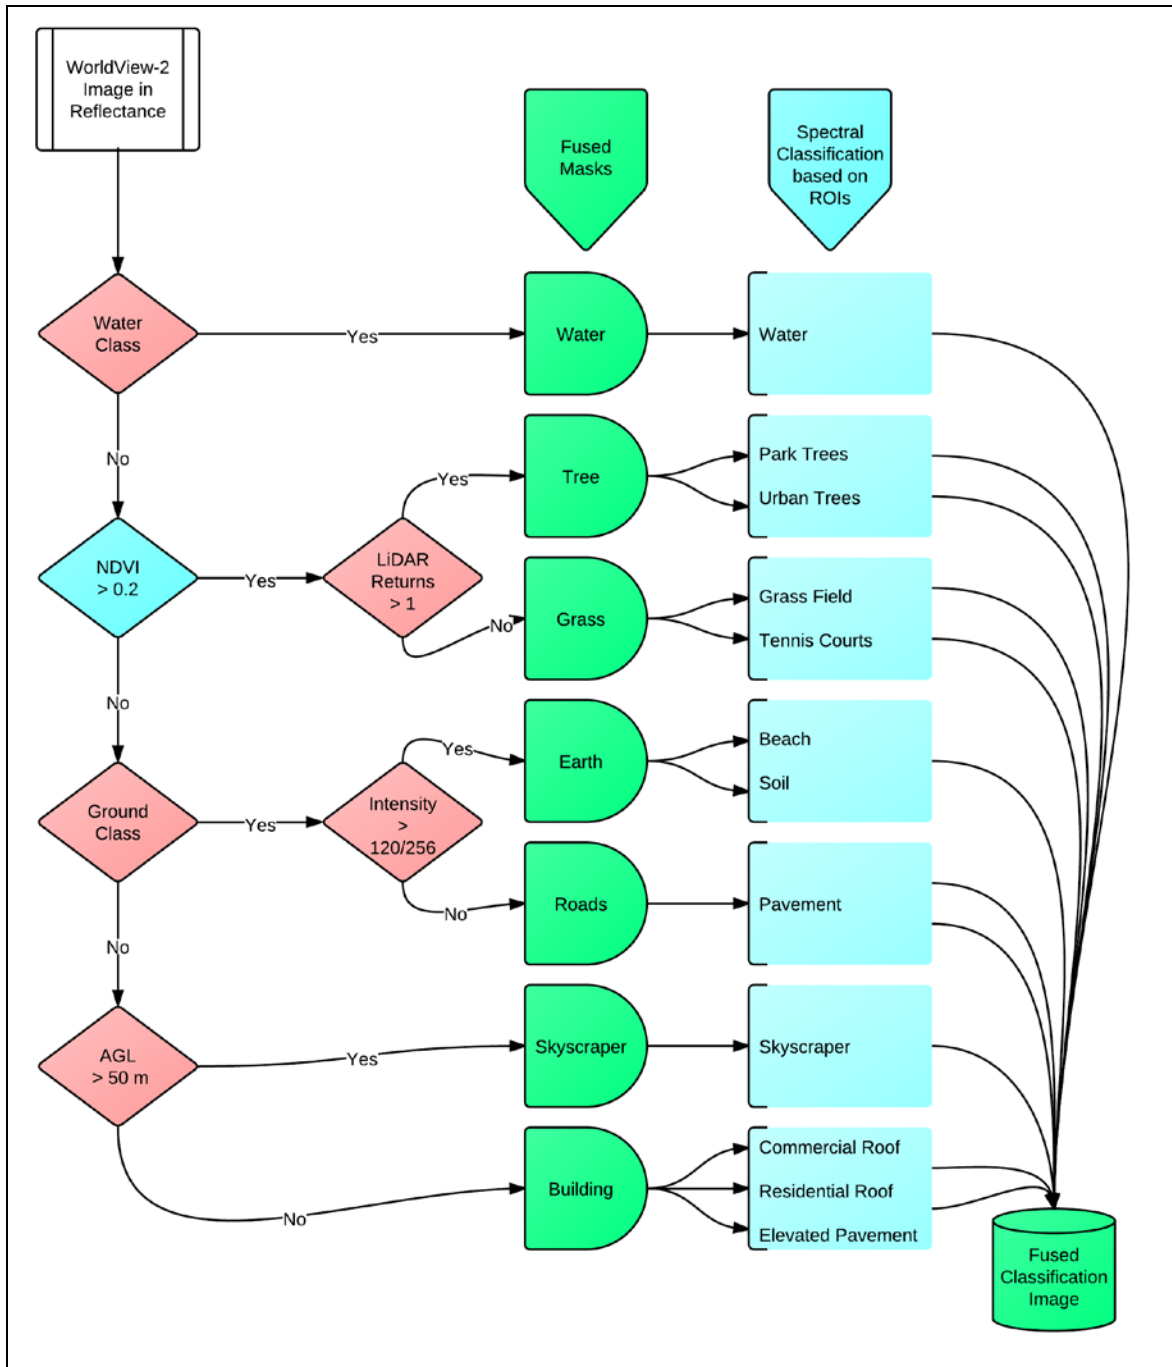 WorldView-2
Image in
Reflectance
Fused
Masks
Spectral
Classification
based on
ROIs
Water
Class
Yes
Water
Water
No
Yes
Tree
Park Trees
Urban Trees
NDVI
> 0.2
Yes
LiDAR
Returns
> 1
No
Grass
Grass Field
Tennis Courts
No
Yes
Earth
Beach
Soil
Ground
Class
Yes
Intensity
>
120/256
No
Roads
Pavement
No
AGL
> 50 m
Yes
Skyscraper
Skyscraper
No
Building
Commercial Roof
Residential Roof
Elevated Pavement
Fused
Classification
Image